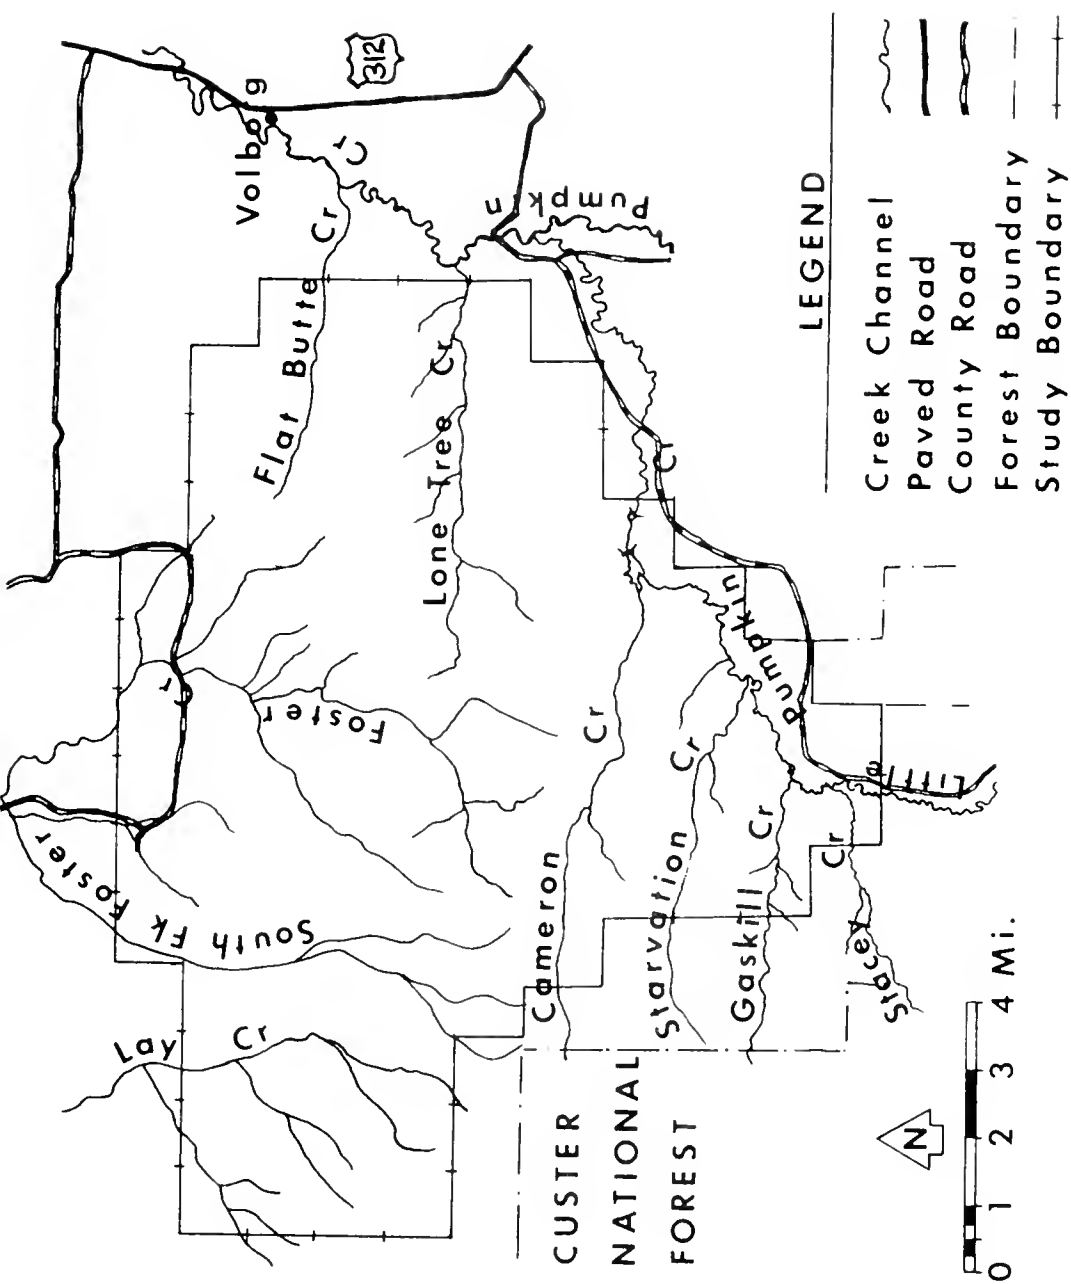 312
Volborg
Pumpkin Cr
Flat Butte Cr
Lone Tree Cr
Foster Cr
South Fk Foster
Lay Cr
Cameron Cr
Starvation Cr
Gaskill Cr
Stacey Cr
Little Pumpkin Cr
CUSTER
NATIONAL
FOREST
N
0 1 2 3 4 Mi.
LEGEND
Creek Channel
Paved Road
County Road
Forest Boundary
Study Boundary